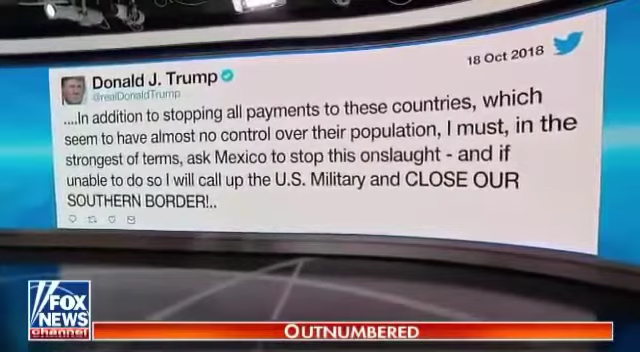 18 Oct 2018
Donald J. Trump
@realDonaldTrump
....In addition to stopping all payments to these countries, which
seem to have almost no control over their population, I must, in the
strongest of terms, ask Mexico to stop this onslaught - and if
unable to do so I will call up the U.S. Military and CLOSE OUR
SOUTHERN BORDER!..
FOX
NEWS
channel
OUTNUMBERED